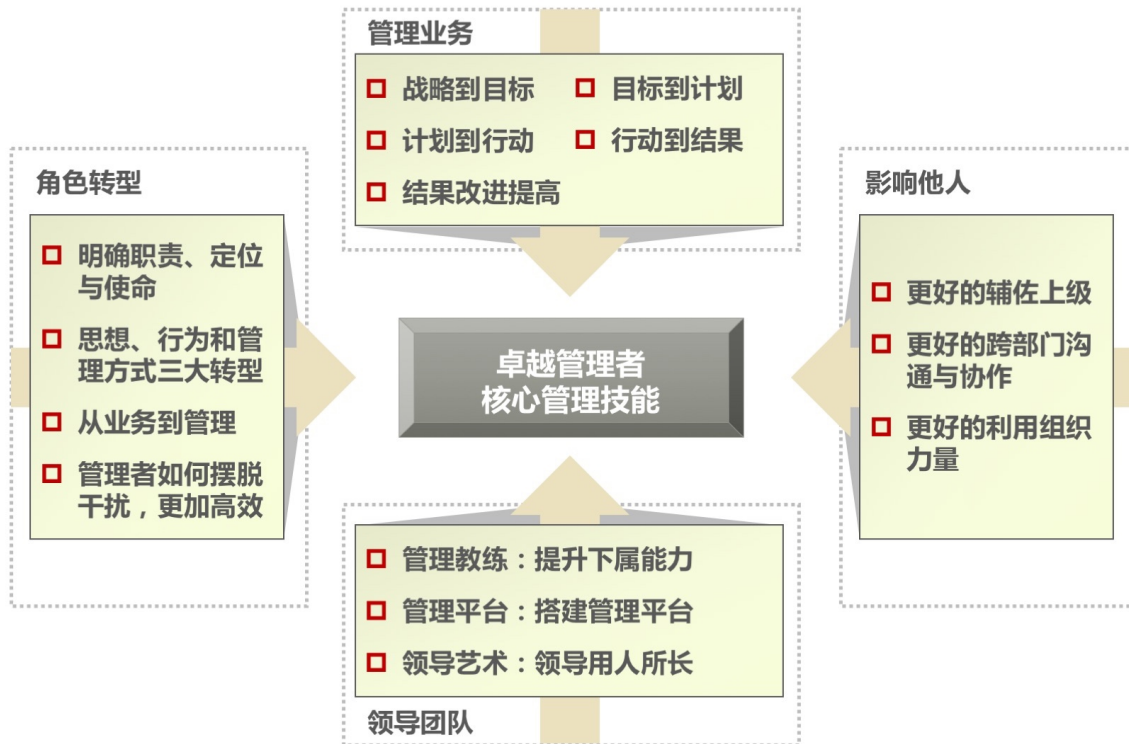 管理业务
战略到目标
目标到计划
计划到行动
行动到结果
结果改进提高
角色转型
明确职责、定位
与使命
思想、行为和管
理方式三大转型
从业务到管理
管理者如何摆脱
干扰，更加高效
卓越管理者
核心管理技能
影响他人
更好的辅佐上级
更好的跨部门沟
通与协作
更好的利用组织
力量
管理教练：提升下属能力
管理平台：搭建管理平台
领导艺术：领导用人所长
领导团队